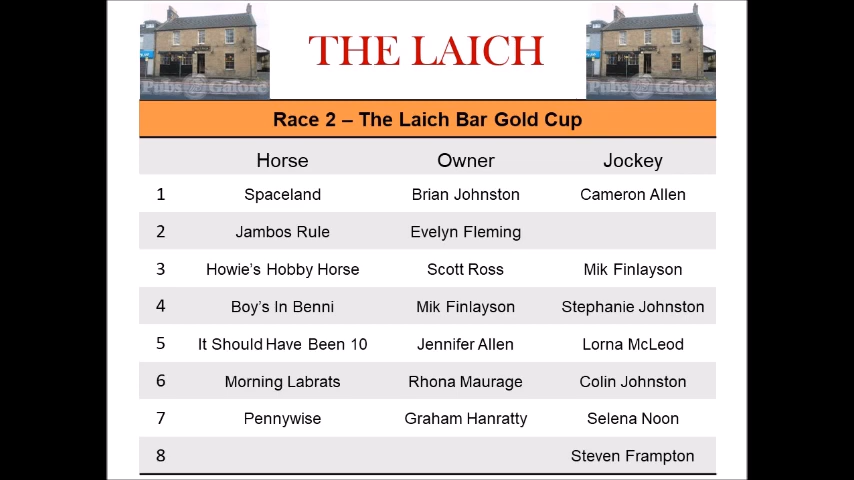 THE LAICH
Pubs Galore
Pubs Galore
Race 2 – The Laich Bar Gold Cup
Horse Owner Jockey
1 Spaceland Brian Johnston Cameron Allen
2 Jambos Rule Evelyn Fleming
3 Howie's Hobby Horse Scott Ross Mik Finlayson
4 Boy's In Benni Mik Finlayson Stephanie Johnston
5 It Should Have Been 10 Jennifer Allen Lorna McLeod
6 Morning Labrats Rhona Maurage Colin Johnston
7 Pennywise Graham Hanratty Selena Noon
8 Steven Frampton